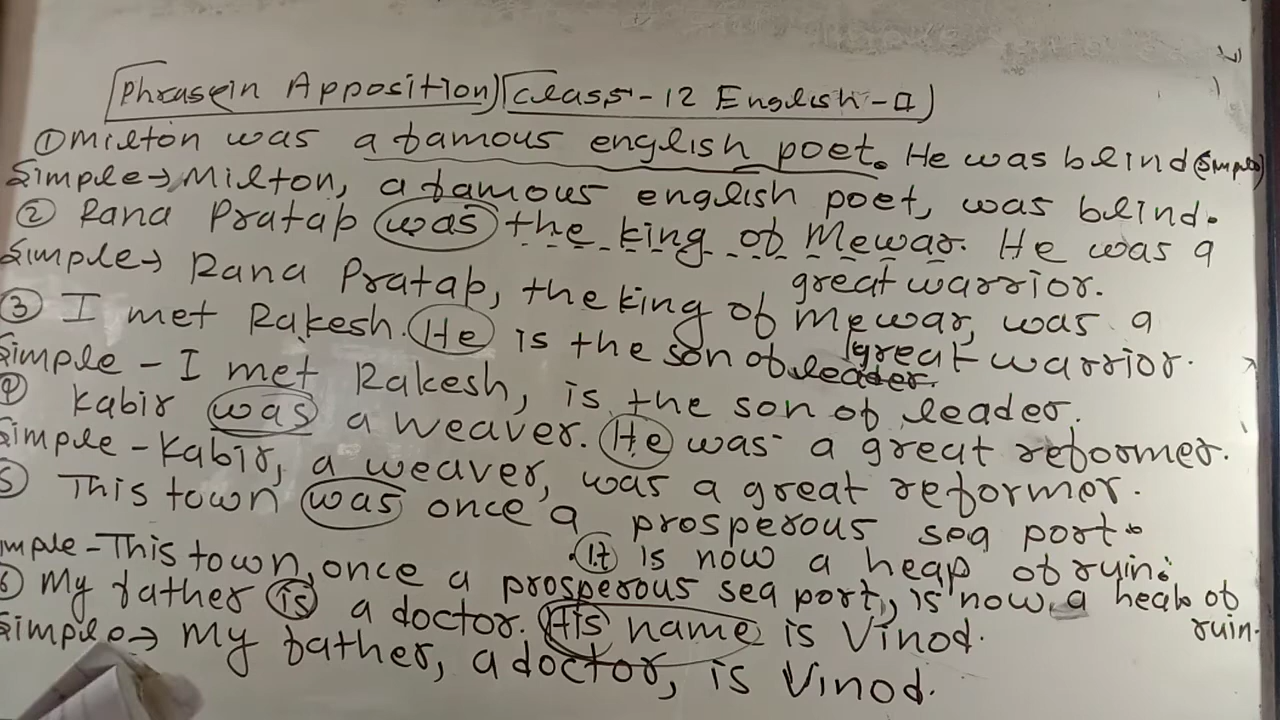 Phrase in Apposition) Class-12 English-A)
① Milton was a famous english poet. He was blind (Simple)
Simple→ Milton, a famous english poet, was blind.
② Rana Pratap was the king of Mewar. He was a
great warrior.
Simple→ Rana Pratap, the king of Mewar, was a
great warrior.
③ I met Rakesh. He is the son of leader.
Simple - I met Rakesh, is the son of leader.
④ Kabir was a weaver. He was a great reformer.
Simple - Kabir, a weaver, was a great reformer.
⑤ This town was once a prosperous sea port.
It is now a heap of ruin.
mple - This town, once a prosperous sea port, is now a heap of
ruin.
⑥ My father is a doctor. His name is Vinod.
Simple→ My father, a doctor, is Vinod.